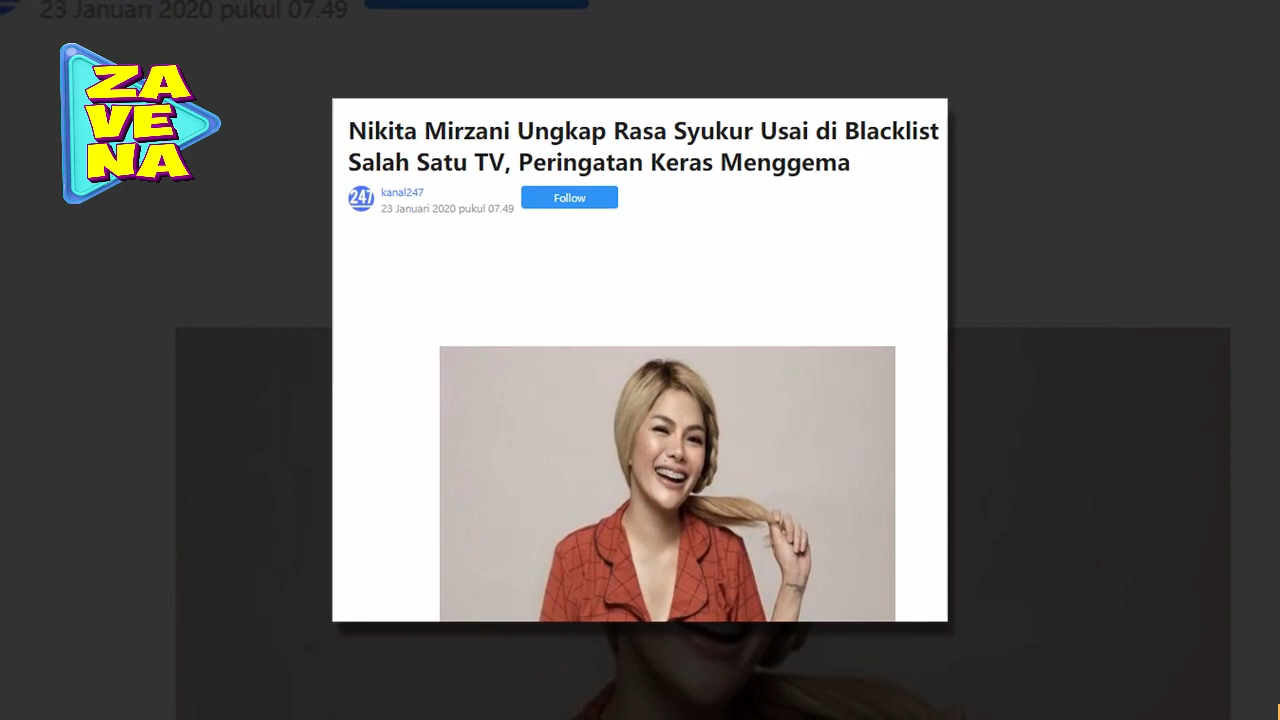 23 Januari 2020 pukul 07.49
ZA
VE
NA
Nikita Mirzani Ungkap Rasa Syukur Usai di Blacklist
Salah Satu TV, Peringatan Keras Menggema
247
kanal247
23 Januari 2020 pukul 07.49
Follow